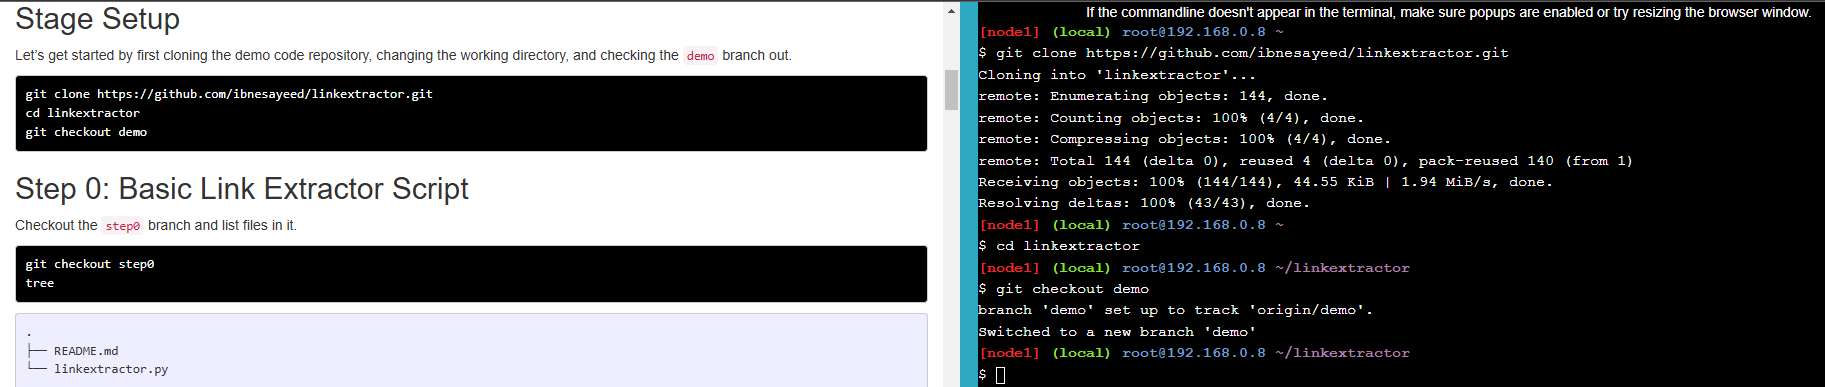 Stage Setup
Let's get started by first cloning the demo code repository, changing the working directory, and checking the demo branch out.
git clone https://github.com/ibnesayeed/linkextractor.git
cd linkextractor
git checkout demo
Step 0: Basic Link Extractor Script
Checkout the step0 branch and list files in it.
git checkout step0
tree
.
├── README.md
└── linkextractor.py
If the commandline doesn't appear in the terminal, make sure popups are enabled or try resizing the browser window.
[node1] (local) root@192.168.0.8 ~
$ git clone https://github.com/ibnesayeed/linkextractor.git
Cloning into 'linkextractor'...
remote: Enumerating objects: 144, done.
remote: Counting objects: 100% (4/4), done.
remote: Compressing objects: 100% (4/4), done.
remote: Total 144 (delta 0), reused 4 (delta 0), pack-reused 140 (from 1)
Receiving objects: 100% (144/144), 44.55 KiB | 1.94 MiB/s, done.
Resolving deltas: 100% (43/43), done.
[node1] (local) root@192.168.0.8 ~
$ cd linkextractor
[node1] (local) root@192.168.0.8 ~/linkextractor
$ git checkout demo
branch 'demo' set up to track 'origin/demo'.
Switched to a new branch 'demo'
[node1] (local) root@192.168.0.8 ~/linkextractor
$